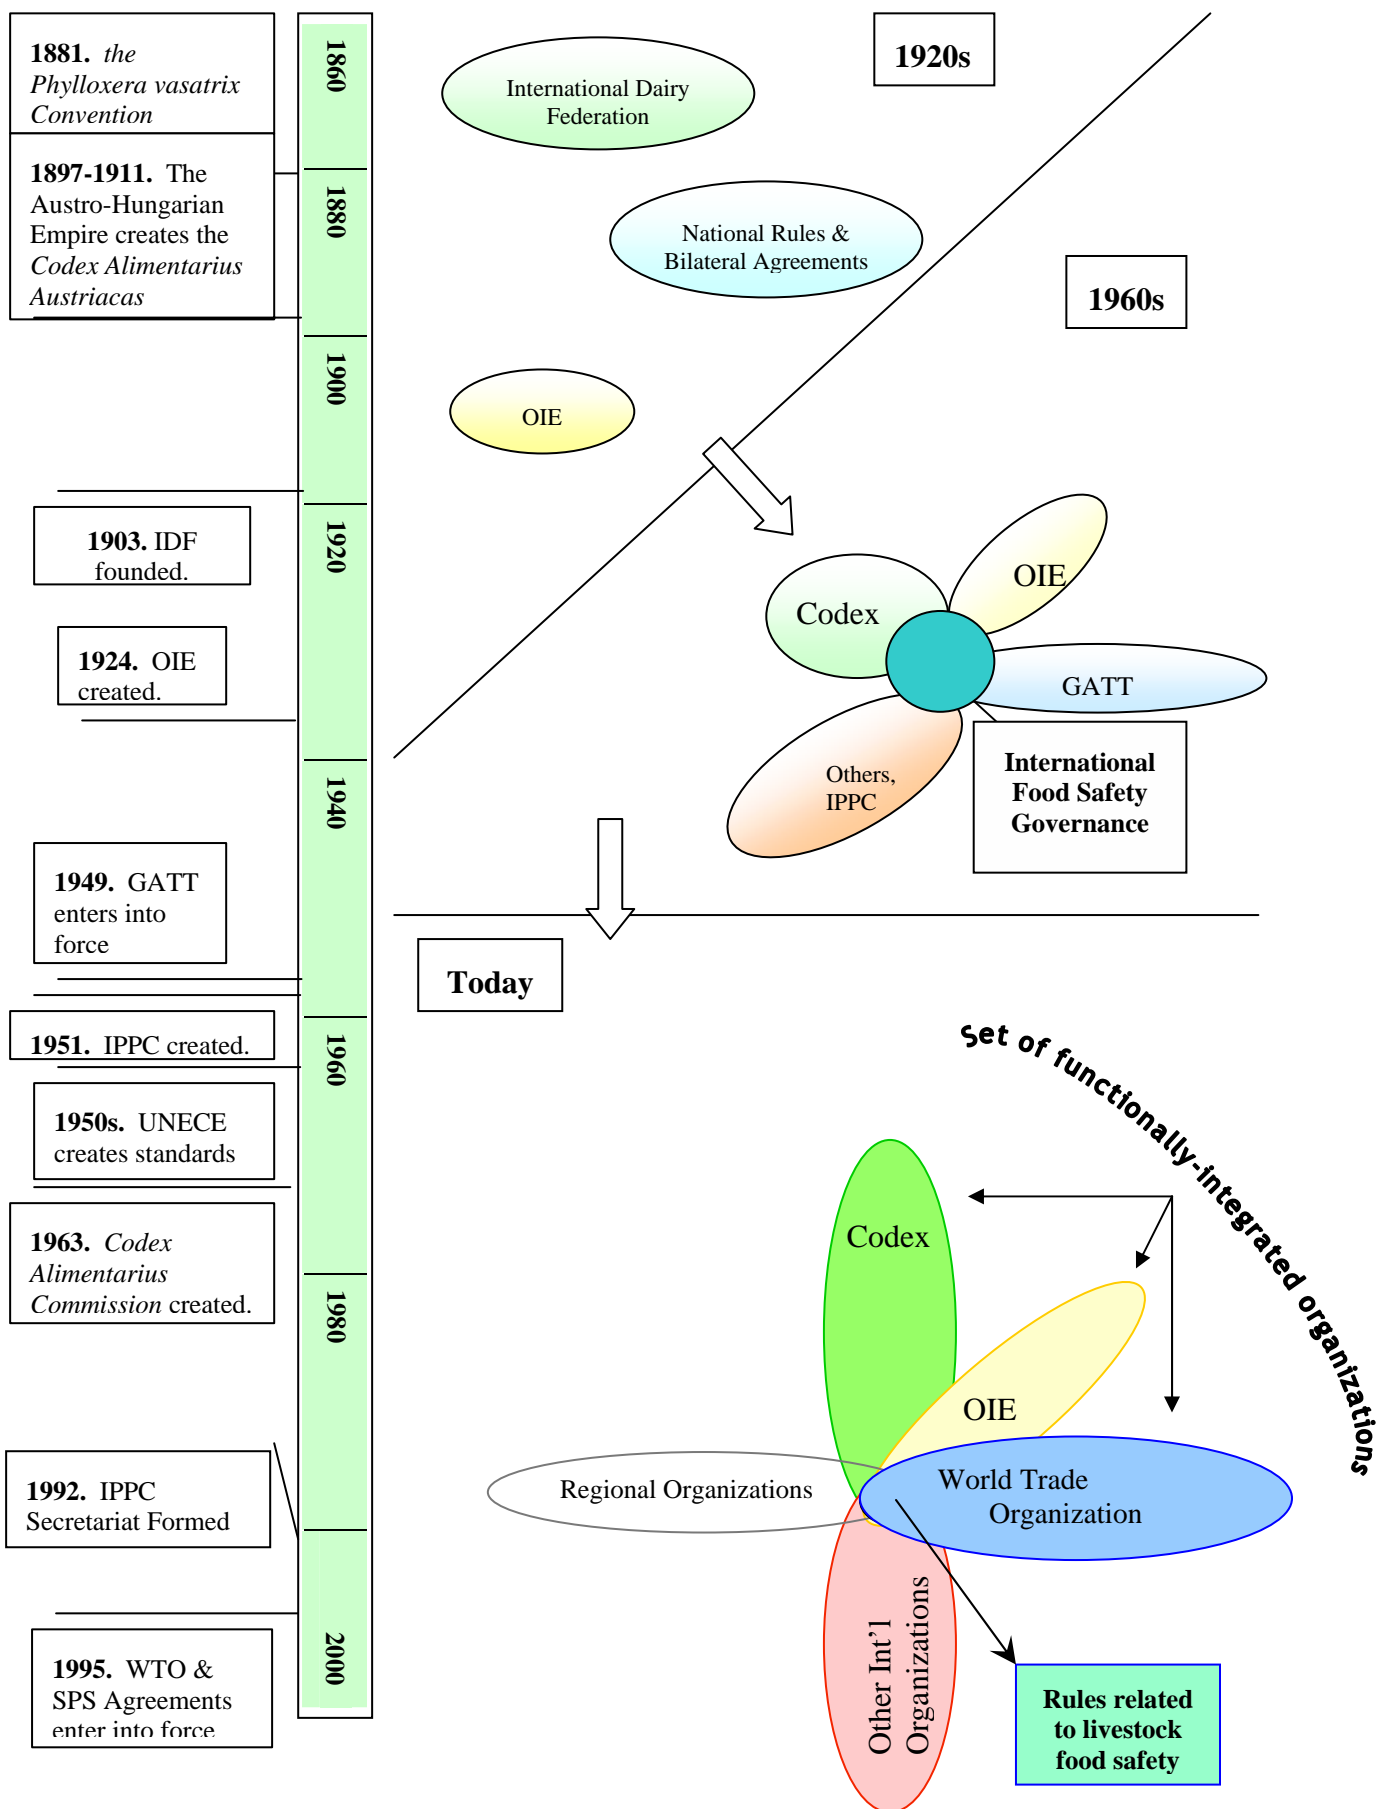 1881. the
Phylloxera vasatrix
Convention
1897-1911. The
Austro-Hungarian
Empire creates the
Codex Alimentarius
Austriacas
1903. IDF
founded.
1924. OIE
created.
1949. GATT
enters into
force
1951. IPPC created.
1950s. UNECE
creates standards
1963. Codex
Alimentarius
Commission created.
1992. IPPC
Secretariat Formed
1995. WTO &
SPS Agreements
enter into force
1860
1880
1900
1920
1940
1960
1980
2000
1920s
International Dairy
Federation
National Rules &
Bilateral Agreements
OIE
1960s
Codex
OIE
GATT
Others,
IPPC
International
Food Safety
Governance
Today
Set of functionally-integrated organizations
Codex
OIE
Regional Organizations
World Trade
Organization
Other Int'l
Organizations
Rules related
to livestock
food safety